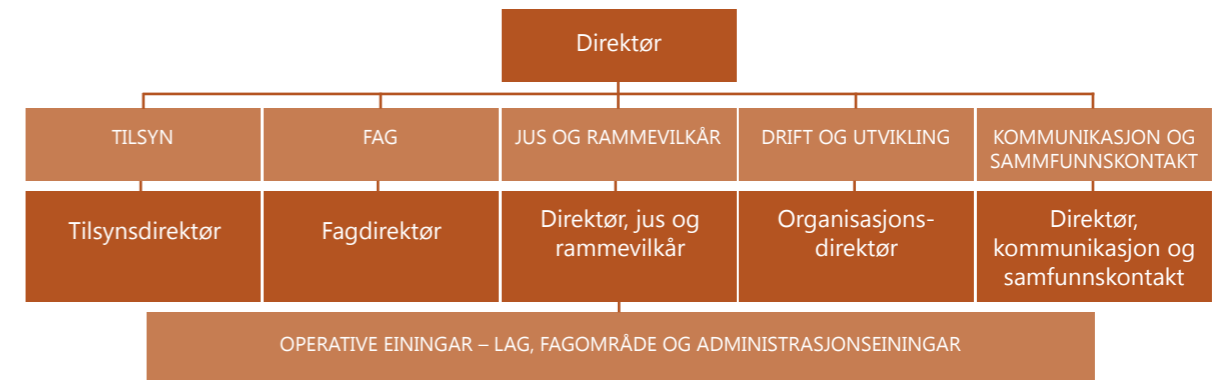 Direktør
TILSYN
FAG
JUS OG RAMMEVILKÅR
DRIFT OG UTVIKLING
KOMMUNIKASJON OG
SAMMFUNNSKONTAKT
Tilsynsdirektør
Fagdirektør
Direktør, jus og
rammevilkår
Organisasjons-
direktør
Direktør,
kommunikasjon og
samfunnskontakt
OPERATIVE EININGAR – LAG, FAGOMRÅDE OG ADMINISTRASJONSEININGAR